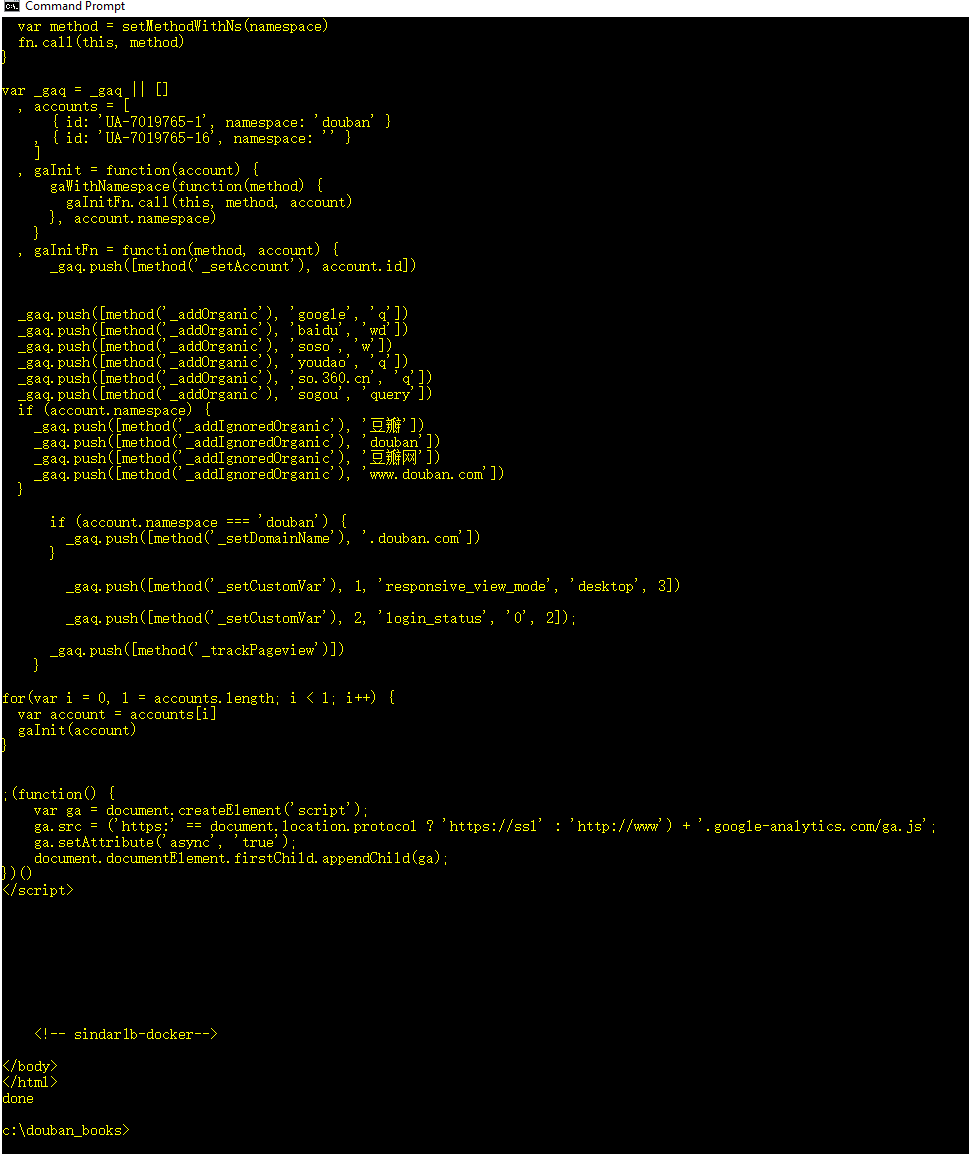 Command Prompt
var method = setMethodWithNs(namespace)
fn.call(this, method)
}
var _gaq = _gaq || []
, accounts = [
{ id: 'UA-7019765-1', namespace: 'douban' }
, { id: 'UA-7019765-16', namespace: '' }
]
, gaInit = function(account) {
gaWithNamespace(function(method) {
gaInitFn.call(this, method, account)
}, account.namespace)
}
, gaInitFn = function(method, account) {
_gaq.push([method('_setAccount'), account.id])
_gaq.push([method('_addOrganic'), 'google', 'q'])
_gaq.push([method('_addOrganic'), 'baidu', 'wd'])
_gaq.push([method('_addOrganic'), 'soso', 'w'])
_gaq.push([method('_addOrganic'), 'youdao', 'q'])
_gaq.push([method('_addOrganic'), 'so.360.cn', 'q'])
_gaq.push([method('_addOrganic'), 'sogou', 'query'])
if (account.namespace) {
_gaq.push([method('_addIgnoredOrganic'), '豆瓣'])
_gaq.push([method('_addIgnoredOrganic'), 'douban'])
_gaq.push([method('_addIgnoredOrganic'), '豆瓣网'])
_gaq.push([method('_addIgnoredOrganic'), 'www.douban.com'])
}
if (account.namespace === 'douban') {
_gaq.push([method('_setDomainName'), '.douban.com'])
}
_gaq.push([method('_setCustomVar'), 1, 'responsive_view_mode', 'desktop', 3])
_gaq.push([method('_setCustomVar'), 2, 'login_status', '0', 2]);
_gaq.push([method('_trackPageview')])
}
for(var i = 0, l = accounts.length; i < l; i++) {
var account = accounts[i]
gaInit(account)
}
;(function() {
var ga = document.createElement('script');
ga.src = ('https:' == document.location.protocol ? 'https://ssl' : 'http://www') + '.google-analytics.com/ga.js';
ga.setAttribute('async', 'true');
document.documentElement.firstChild.appendChild(ga);
})()
</script>
<!-- sindar1b-docker-->
</body>
</html>
done
c:\douban_books>